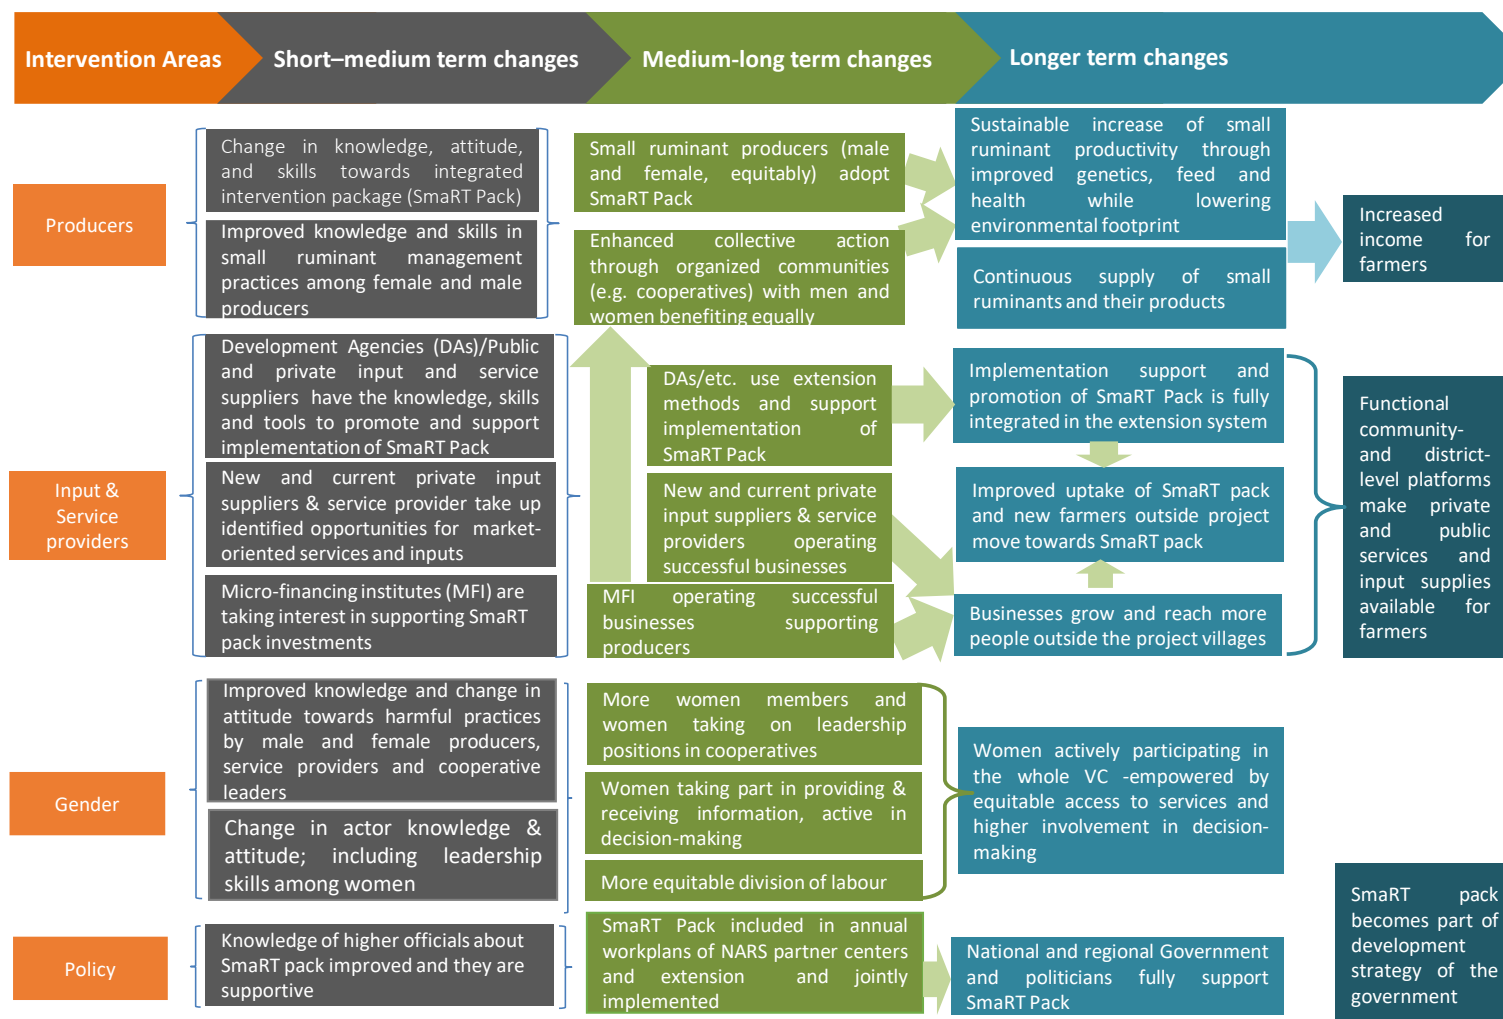 Intervention Areas
Short–medium term changes
Medium-long term changes
Longer term changes
Producers
Change in knowledge, attitude,
and skills towards integrated
intervention package (SmaRT Pack)
Improved knowledge and skills in
small ruminant management
practices among female and male
producers
Small ruminant producers (male
and female, equitably) adopt
SmaRT Pack
Enhanced collective action
through organized communities
(e.g. cooperatives) with men and
women benefiting equally
Sustainable increase of small
ruminant productivity through
improved genetics, feed and
health while lowering
environmental footprint
Continuous supply of small
ruminants and their products
Increased
income for
farmers
Input &
Service
providers
Development Agencies (DAs)/Public
and private input and service
suppliers have the knowledge, skills
and tools to promote and support
implementation of SmaRT Pack
New and current private input
suppliers & service provider take up
identified opportunities for market-
oriented services and inputs
Micro-financing institutes (MFI) are
taking interest in supporting SmaRT
pack investments
DAs/etc. use extension
methods and support
implementation of
SmaRT Pack
New and current private
input suppliers & service
providers operating
successful businesses
MFI operating successful
businesses supporting
producers
Implementation support and
promotion of SmaRT Pack is fully
integrated in the extension system
Improved uptake of SmaRT pack
and new farmers outside project
move towards SmaRT pack
Businesses grow and reach more
people outside the project villages
Functional
community-
and district-
level platforms
make private
and public
services and
input supplies
available for
farmers
Gender
Improved knowledge and change in
attitude towards harmful practices
by male and female producers,
service providers and cooperative
leaders
Change in actor knowledge &
attitude; including leadership
skills among women
More women members and
women taking on leadership
positions in cooperatives
Women taking part in providing &
receiving information, active in
decision-making
More equitable division of labour
Women actively participating in
the whole VC -empowered by
equitable access to services and
higher involvement in decision-
making
Policy
Knowledge of higher officials about
SmaRT pack improved and they are
supportive
SmaRT Pack included in annual
workplans of NARS partner centers
and extension and jointly
implemented
National and regional Government
and politicians fully support
SmaRT Pack
SmaRT pack
becomes part of
development
strategy of the
government